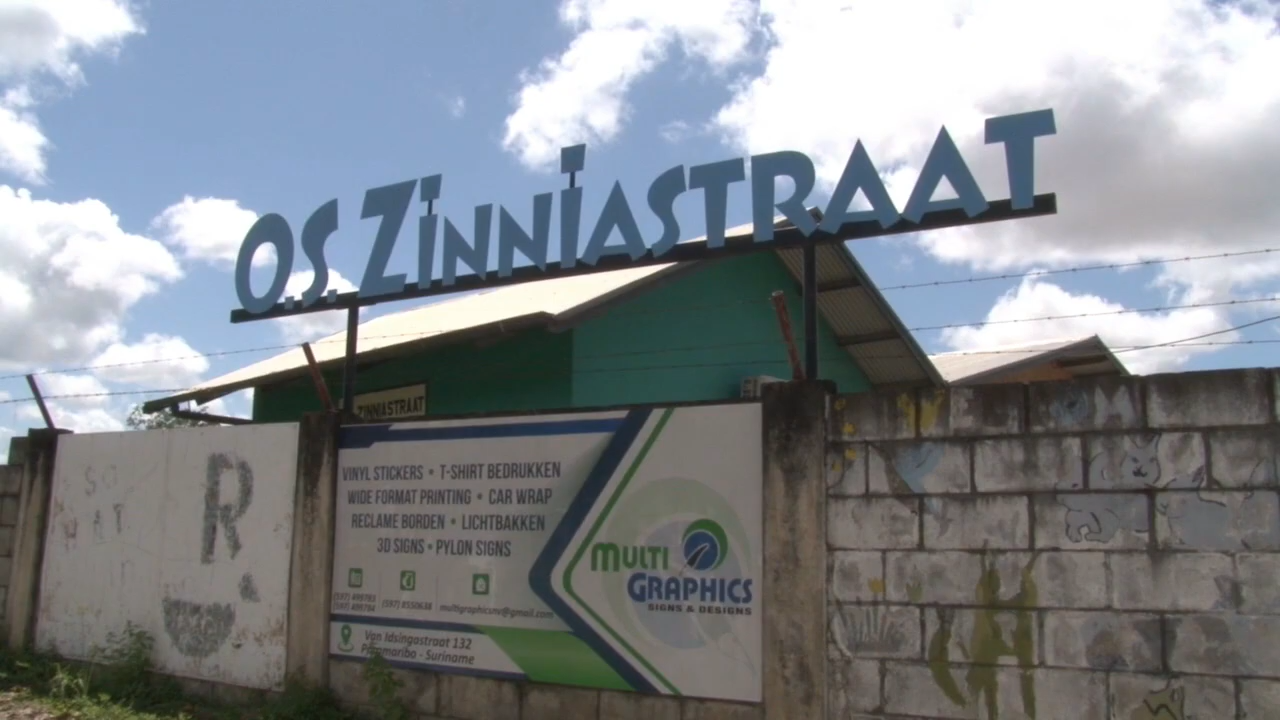 O.S. ZINNIASTRAAT
ZINNIASTRAAT
VINYL STICKERS • T-SHIRT BEDRUKKEN
WIDE FORMAT PRINTING • CAR WRAP
RECLAME BORDEN • LICHTBAKKEN
3D SIGNS • PYLON SIGNS
(597) 8550638
multigraphicsnv@gmail.com
Van Idsingastraat 132
Paramaribo - Suriname
MULTI
GRAPHICS
SIGNS & DESIGNS
R